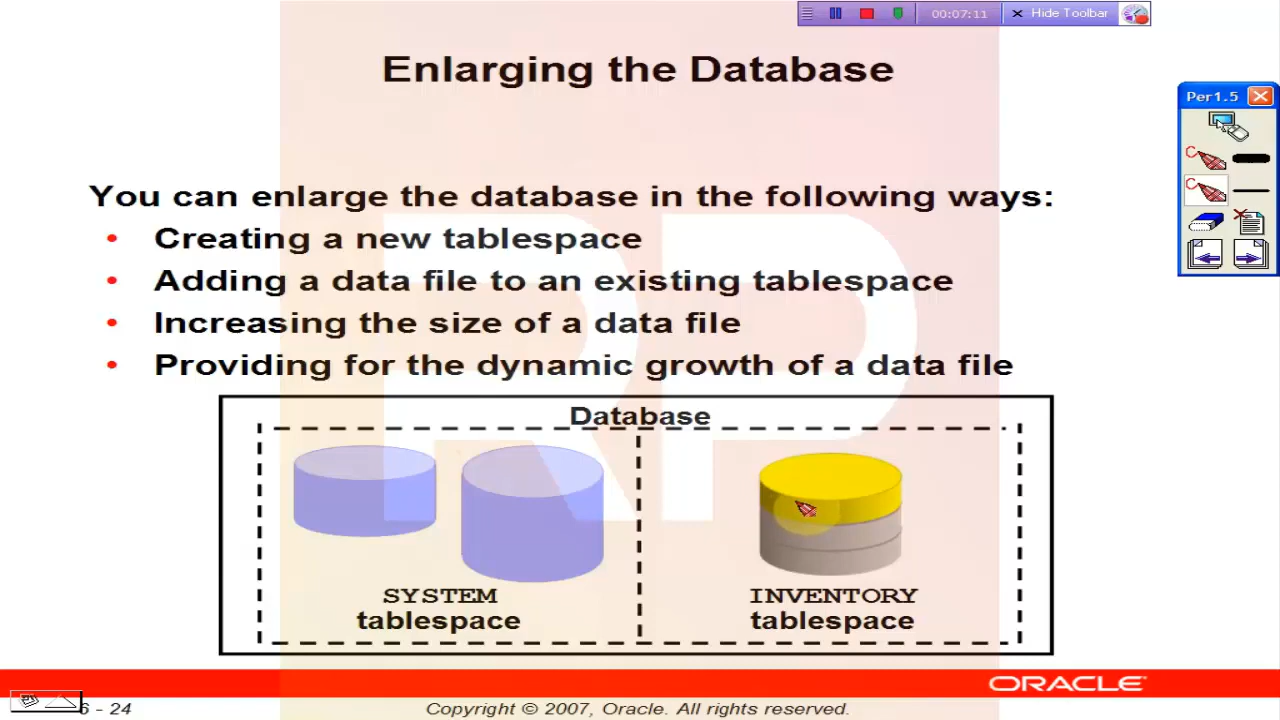 00:07:11
Hide Toolbar
Enlarging the Database
Per1.5
You can enlarge the database in the following ways:
• Creating a new tablespace
• Adding a data file to an existing tablespace
• Increasing the size of a data file
• Providing for the dynamic growth of a data file
Database
SYSTEM
tablespace
INVENTORY
tablespace
RP
ORACLE
6 - 24
Copyright © 2007, Oracle. All rights reserved.